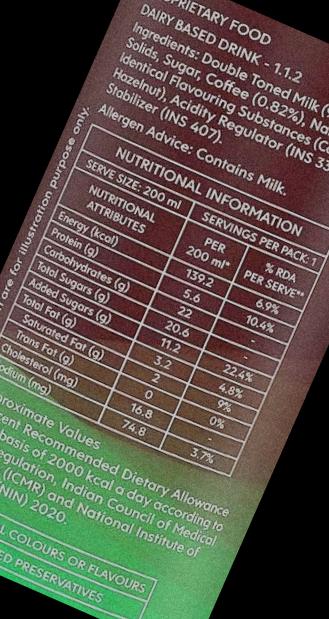 PRIETARY FOOD
DAIRY BASED DRINK - 1.1.2
Ingredients: Double Toned Milk
Solids, Sugar, Coffee (0.82%),
Identical Flavouring Substances
Hazelnut), Acidity Regulator (INS
Stabilizer (INS 407).
Allergen Advice: Contains Milk.
are for illustration purpose only.
NUTRITIONAL INFORMATION
SERVE SIZE: 200 ml SERVINGS PER PACK: 1
NUTRITIONAL ATTRIBUTES PER 200 ml* % RDA PER SERVE**
Energy (kcal) 139.2 6.9%
Protein (g) 5.6 10.4%
Carbohydrates (g) 22 -
Total Sugars (g) 20.6 -
Added Sugars (g) 11.2 22.4%
Total Fat (g) 3.2 4.8%
Saturated Fat (g) 2 9%
Trans Fat (g) 0 0%
Cholesterol (mg) 16.8 -
odium (mg) 74.8 3.7%
roximate Values
cent Recommended Dietary Allowance
basis of 2000 kcal a day according to
egulation, Indian Council of Medical
(ICMR) and National Institute of
NIN) 2020.
L COLOURS OR FLAVOURS
ED PRESERVATIVES